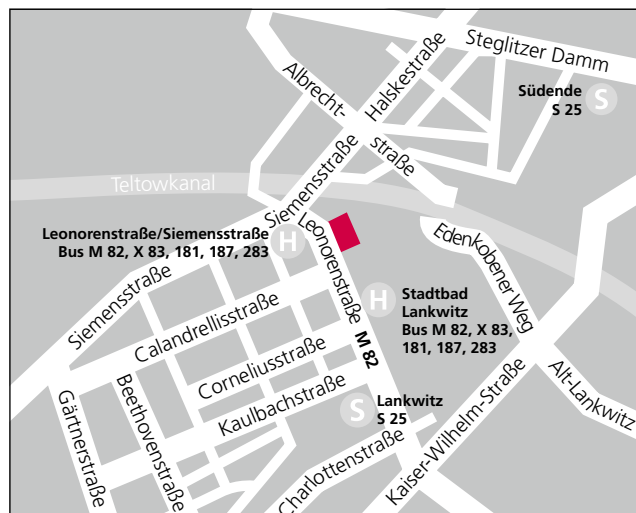 Steglitzer Damm
Halskestraße
Albrecht-
straße
Südende
S 25
S
Teltowkanal
Siemensstraße
Leonorenstraße/Siemensstraße
Bus M 82, X 83, 181, 187, 283
H
Leonorenstraße
M 82
Edenkobener Weg
H
Stadtbad
Lankwitz
Bus M 82, X 83,
181, 187, 283
Siemensstraße
Calandrellisstraße
Corneliusstraße
Kaulbachstraße
Gärtnerstraße
Beethovenstraße
S
Lankwitz
S 25
Charlottenstraße
Kaiser-Wilhelm-Straße
Alt-Lankwitz